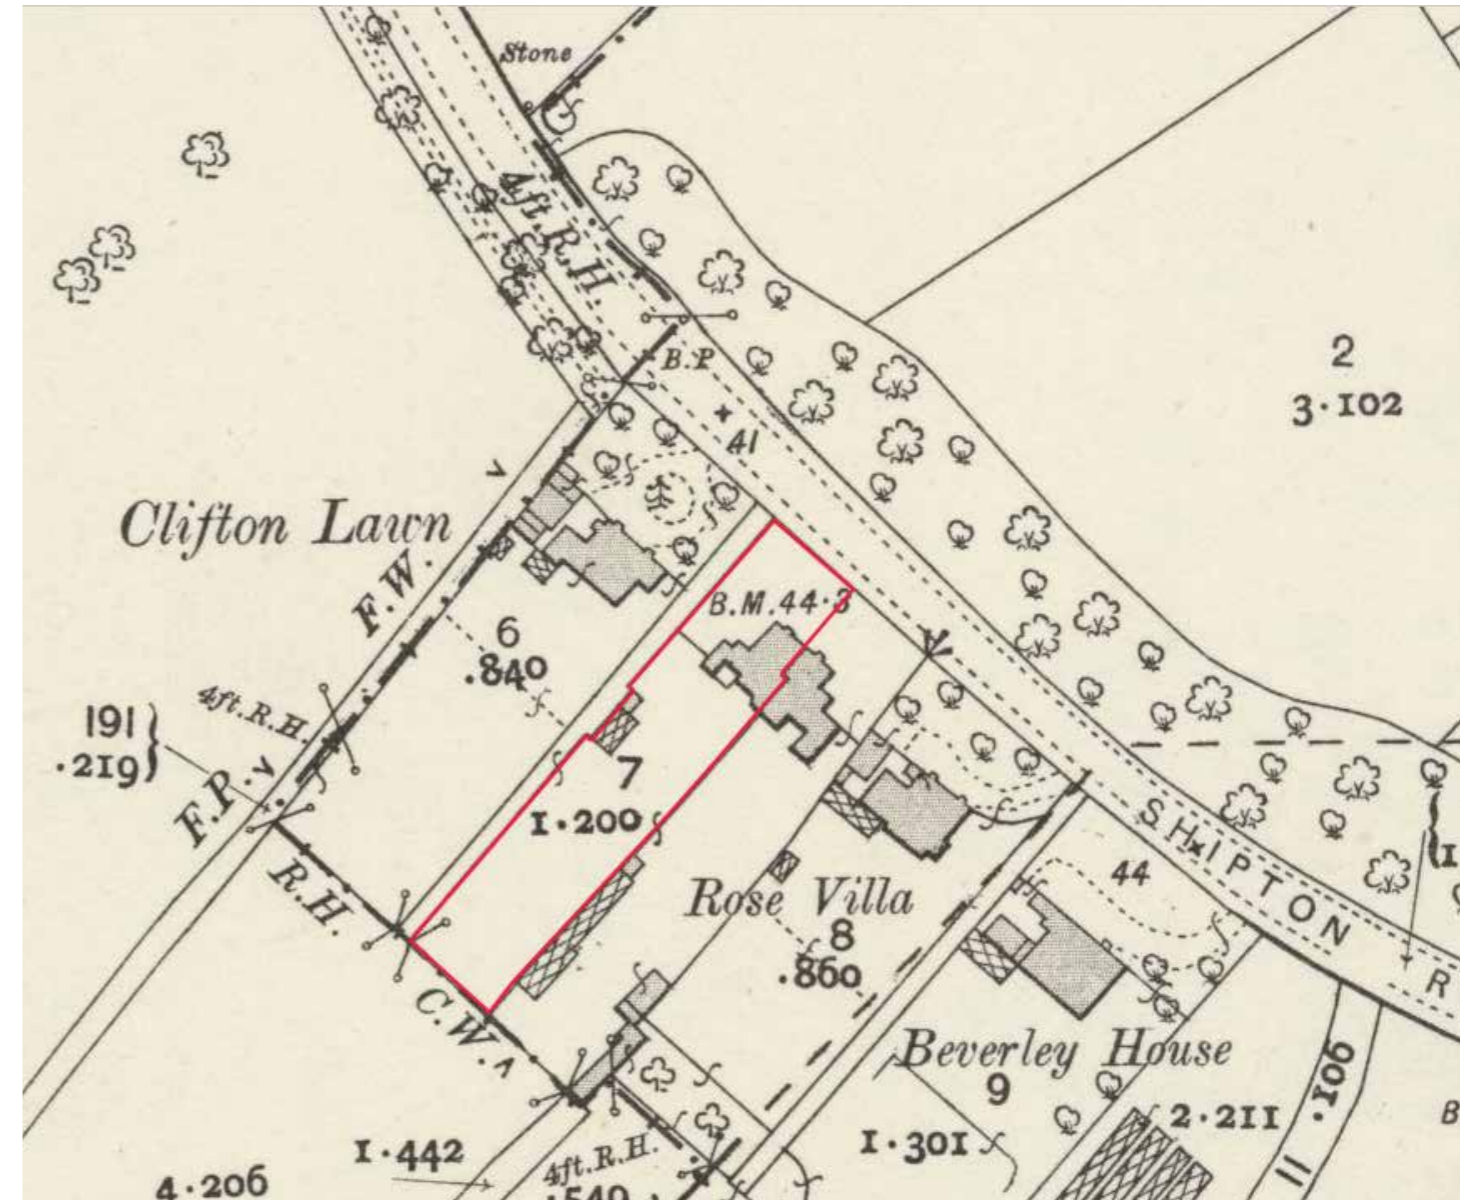 Stone
4ft. R.H.
B.P
41
2
3·102
Clifton Lawn
F.W.
B.M.44·3
6
.840
4ft. R.H.
191
.219
F.P.
7
1·200
R.H.
C.W.
Rose Villa
8
.860
SHIPTON
R
44
Beverley House
9
1·301
2·211
.106
11
B
1·442
4ft. R.H.
4·206
.540
1